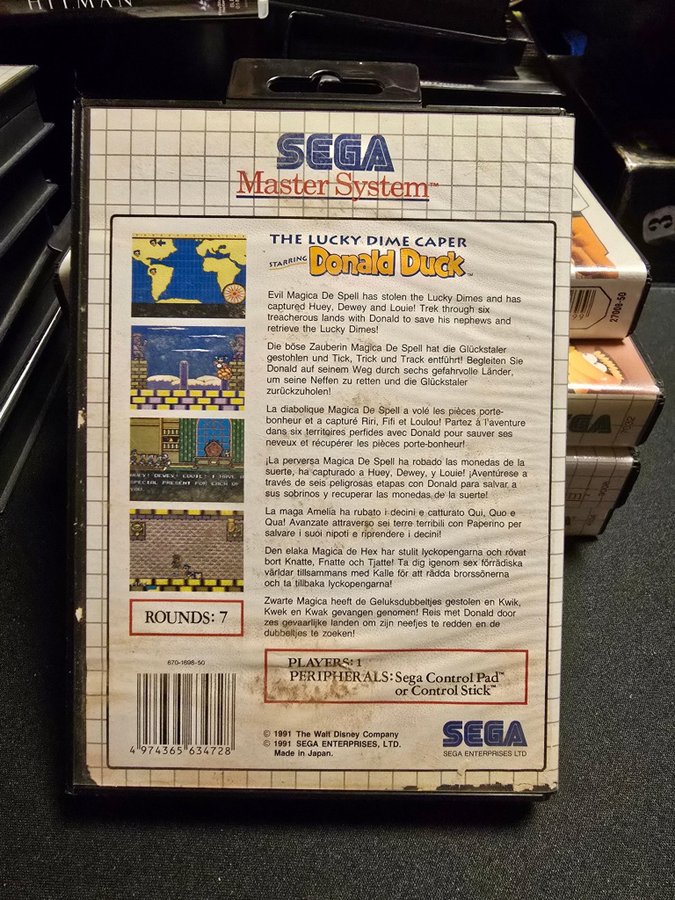 HITMAN
SEGA
Master System™
THE LUCKY DIME CAPER
STARRING Donald Duck™
Evil Magica De Spell has stolen the Lucky Dimes and has
captured Huey, Dewey and Louie! Trek through six
treacherous lands with Donald to save his nephews and
retrieve the Lucky Dimes!
Die böse Zauberin Magica De Spell hat die Glückstaler
gestohlen und Tick, Trick und Track entführt! Begleiten Sie
Donald auf seinem Weg durch sechs gefahrvolle Länder,
um seine Neffen zu retten und die Glückstaler
zurückzuholen!
La diabolique Magica De Spell a volé les pièces porte-
bonheur et a capturé Riri, Fifi et Loulou! Partez à l'aventure
dans six territoires perfides avec Donald pour sauver ses
neveux et récupérer les pièces porte-bonheur!
¡La perversa Magica De Spell ha robado las monedas de la
suerte, ha capturado a Huey, Dewey, y Louie! ¡Aventúrese a
través de seis peligrosas etapas con Donald para salvar a
sus sobrinos y recuperar las monedas de la suerte!
La maga Amelia ha rubato i decini e catturato Qui, Quo e
Qua! Avanzate attraverso sei terre terribili con Paperino per
salvare i suoi nipoti e riprendere i decini!
Den elaka Magica de Hex har stulit lyckopengarna och rövat
bort Knatte, Fnatte och Tjatte! Ta dig igenom sex förrädiska
världar tillsammans med Kalle för att rädda brorssönerna
och ta tillbaka lyckopengarna!
Zwarte Magica heeft de Geluksdubbeltjes gestolen en Kwik,
Kwek en Kwak gevangen genomen! Reis met Donald door
zes gevaarlijke landen om zijn neefjes te redden en de
dubbeltjes te zoeken!
HUEY! DEWEY! LOUIE! I HAVE A
SPECIAL PRESENT FOR EACH OF
YOU.
ROUNDS: 7
PLAYERS: 1
PERIPHERALS: Sega Control Pad™
or Control Stick™
670-1698-50
4 974365 634728
© 1991 The Walt Disney Company
© 1991 SEGA ENTERPRISES, LTD.
Made in Japan.
SEGA
SEGA ENTERPRISES LTD
27008-50
GA
3